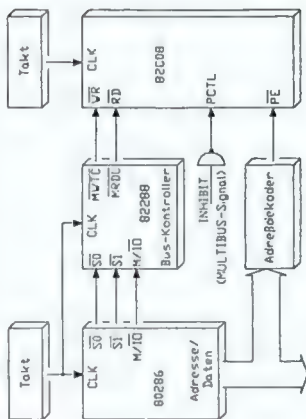 Takt
Takt
CLK
80286
S0
S1
M/IO
Adresse/
Daten
CLK
S0
S1
M/IO
MWTC
MRDC
82288
Bus-Kontroller
INHIBIT
(MULTIBUS-Signal)
Adreßdekoder
CLK
WR
RD
82C08
PCTL
PE